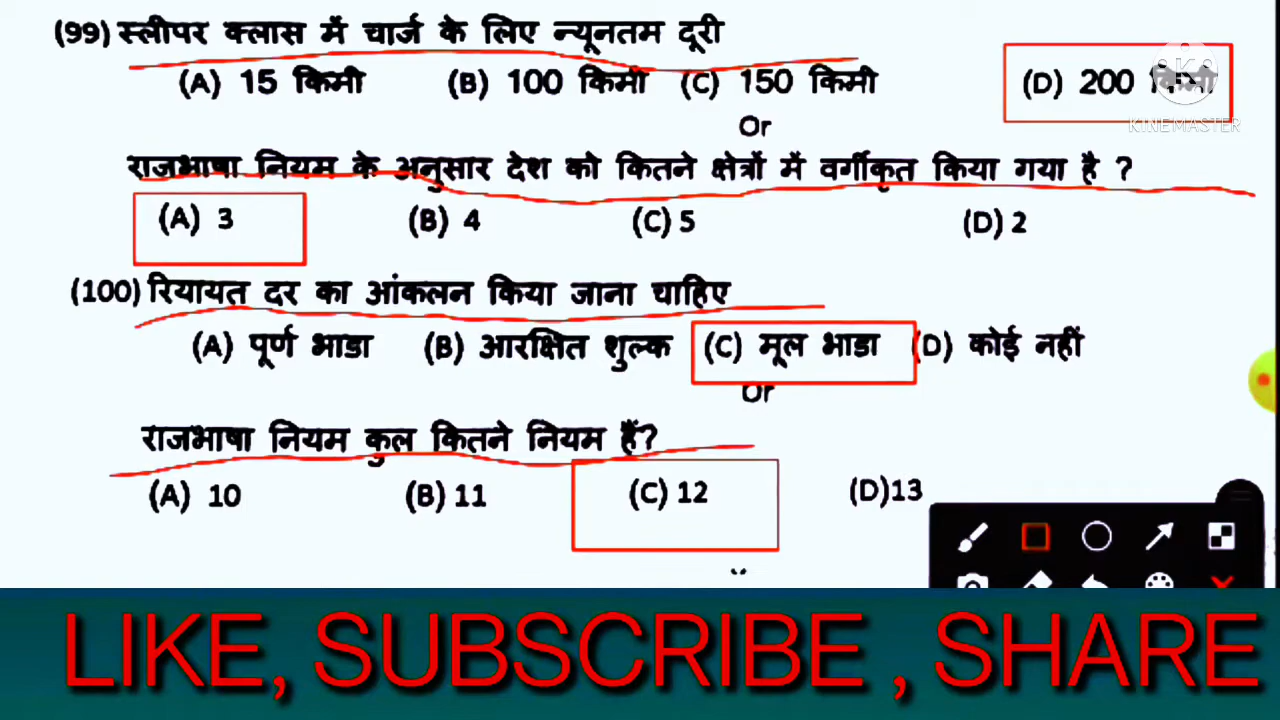 (99) स्लीपर क्लास में चार्ज के लिए न्यूनतम दूरी
(A) 15 किमी (B) 100 किमी (C) 150 किमी (D) 200 किमी
KINEMASTER
Or
राजभाषा नियम के अनुसार देश को कितने क्षेत्रों में वर्गीकृत किया गया है ?
(A) 3 (B) 4 (C) 5 (D) 2
(100) रियायत दर का आंकलन किया जाना चाहिए
(A) पूर्ण भाडा (B) आरक्षित शुल्क (C) मूल भाडा (D) कोई नहीं
Or
राजभाषा नियम कुल कितने नियम हैं?
(A) 10 (B) 11 (C) 12 (D)13
LIKE, SUBSCRIBE , SHARE